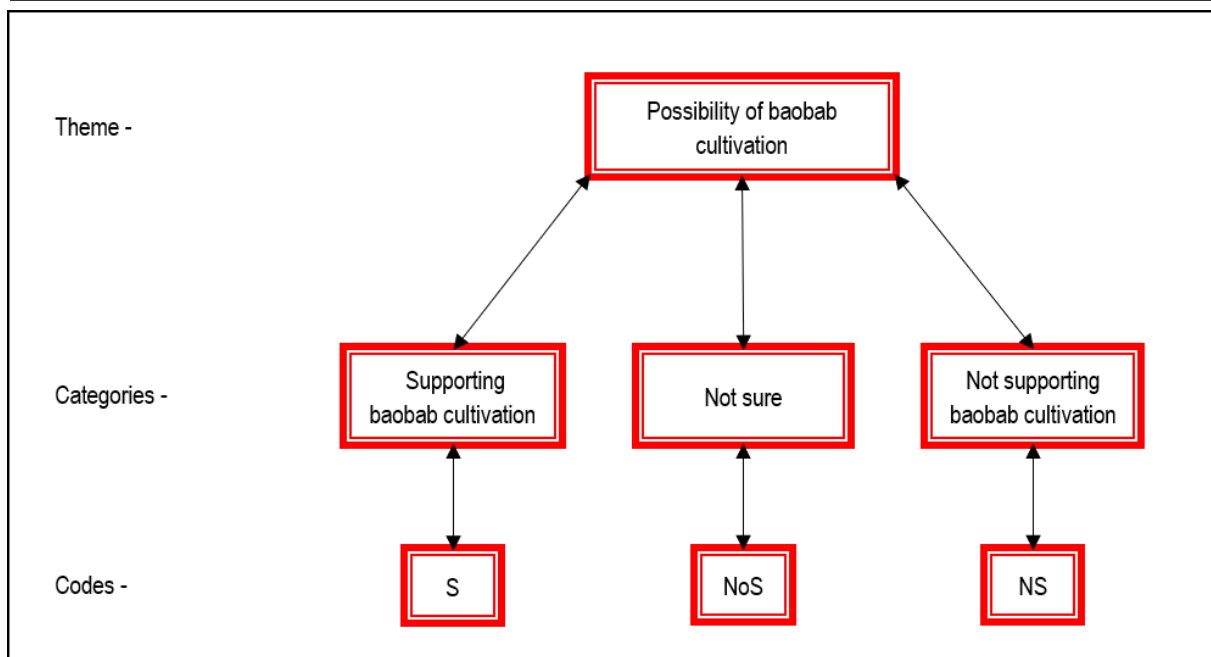 Theme -
Possibility of baobab
cultivation
Categories -
Supporting
baobab cultivation
Not sure
Not supporting
baobab cultivation
Codes -
S
NoS
NS